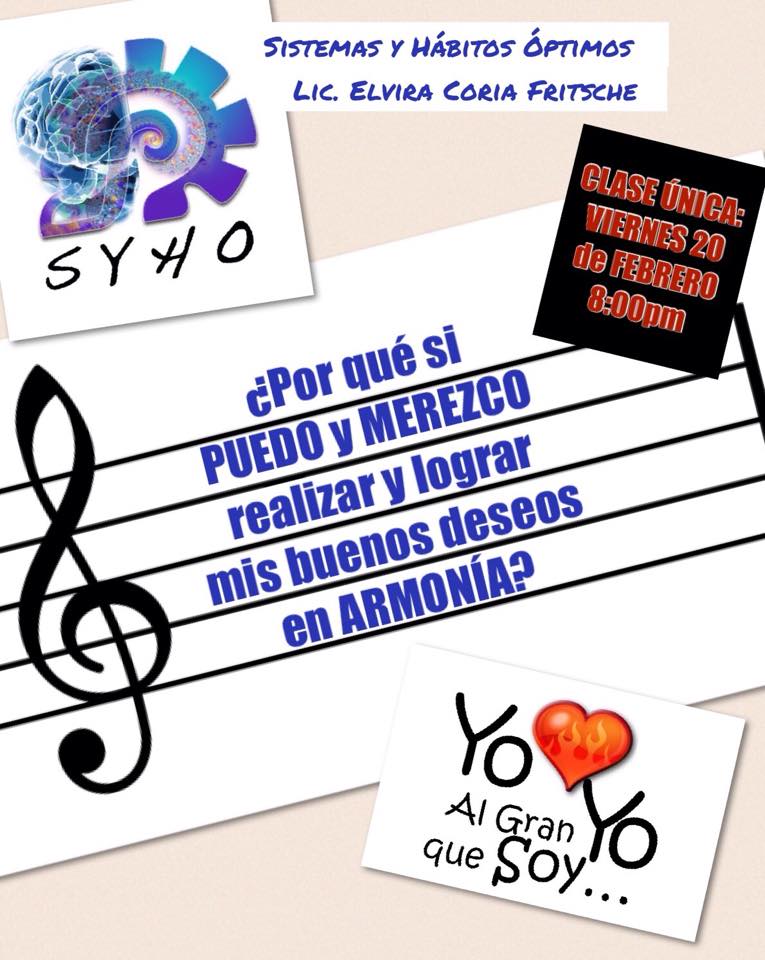 Sistemas y Hábitos Óptimos
Lic. Elvira Coria Fritsche
SYHO
CLASE ÚNICA:
VIERNES 20
de FEBRERO
8:00pm
¿Por qué si
PUEDO y MEREZCO
realizar y lograr
mis buenos deseos
en ARMONÍA?
Yo
Al Gran Yo
que Soy...